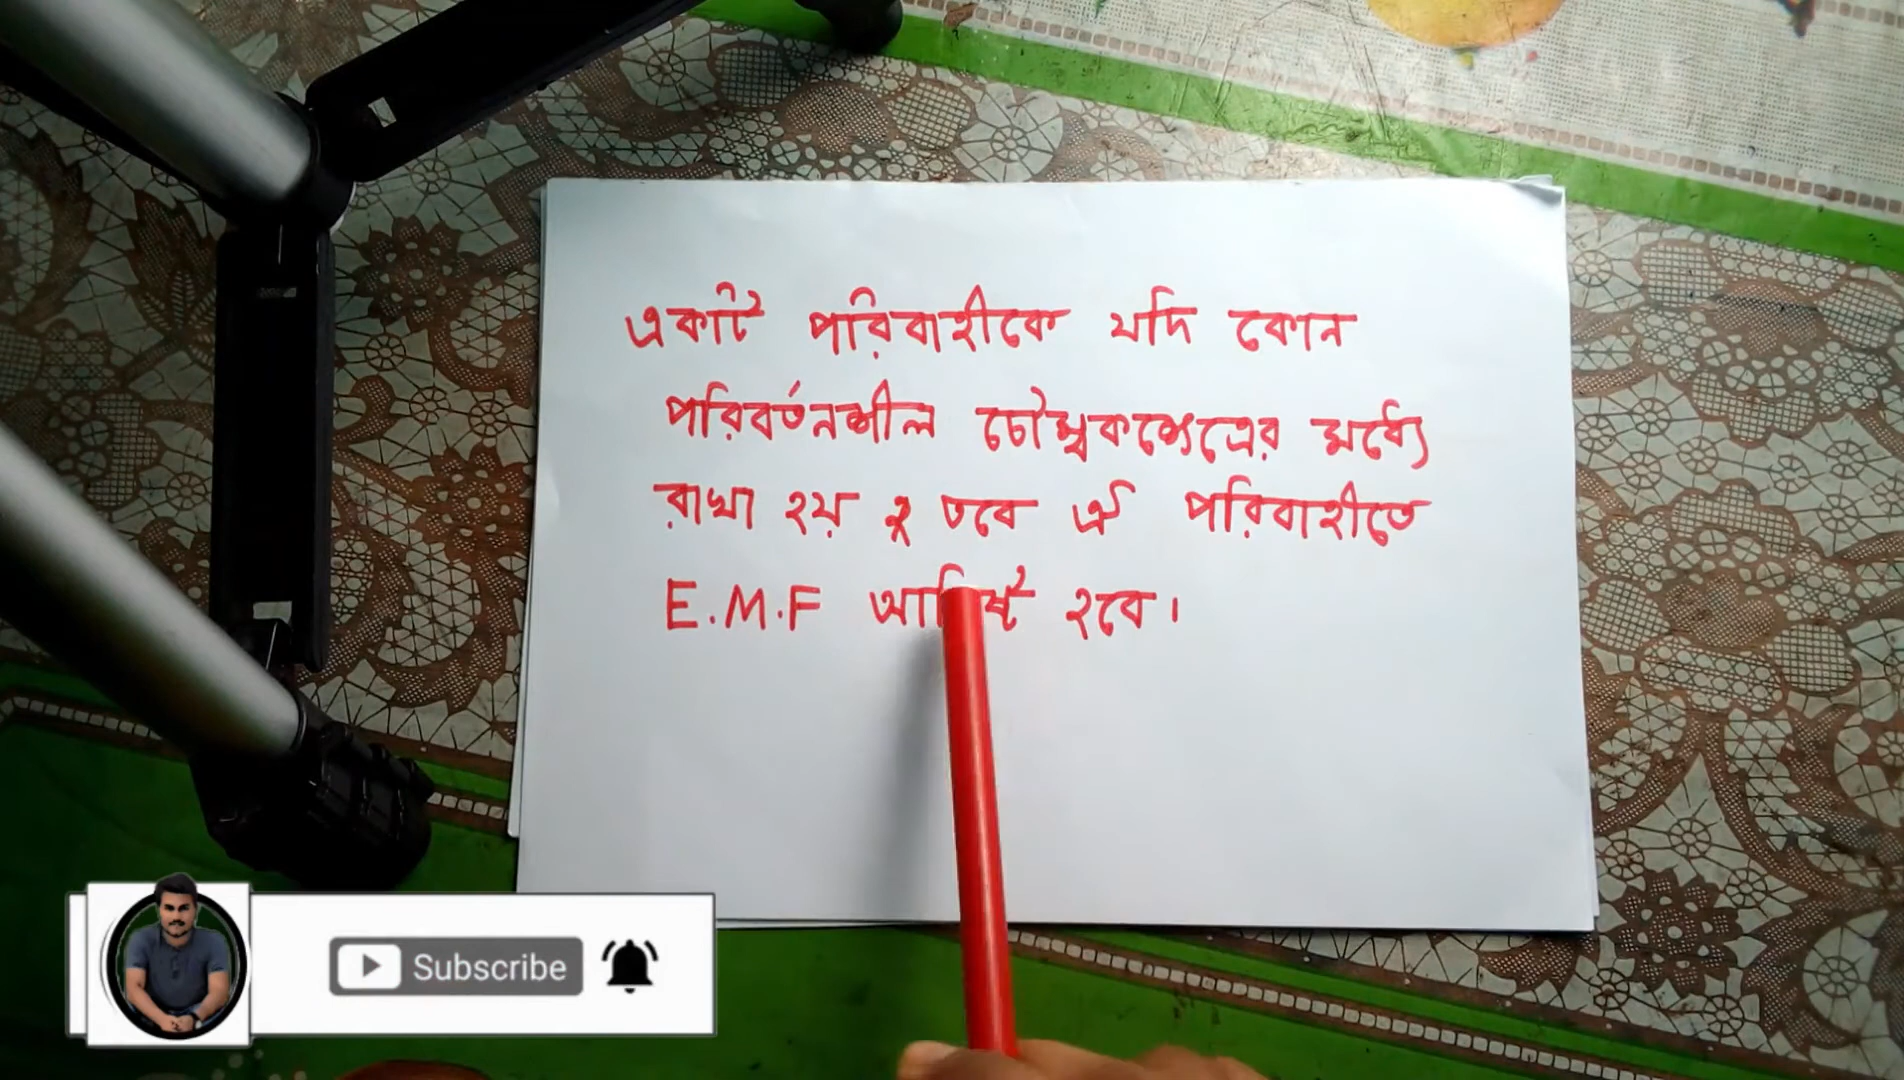 একটি পরিবাহীকে যদি কোন
পরিবর্তনশীল চৌম্বকক্ষেত্রের মধ্যে
রাখা হয় , তবে ঐ পরিবাহীতে
E.M.F হবে।
Subscribe